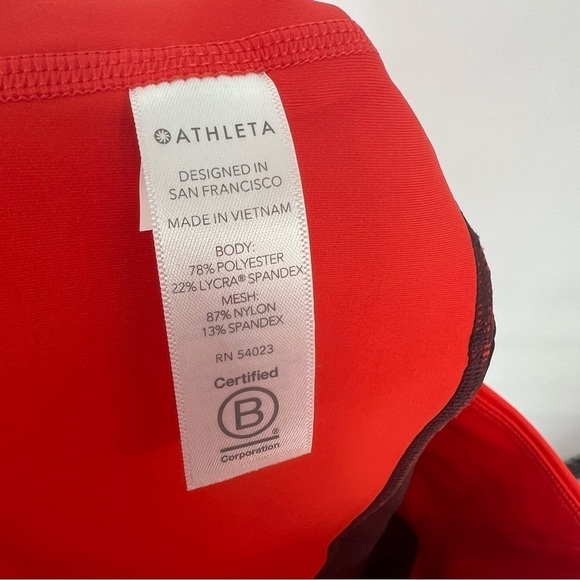 ATHLETA
DESIGNED IN
SAN FRANCISCO
MADE IN VIETNAM
BODY:
78% POLYESTER
22% LYCRA® SPANDEX
MESH:
87% NYLON
13% SPANDEX
RN 54023
Certified
B
®
Corporation